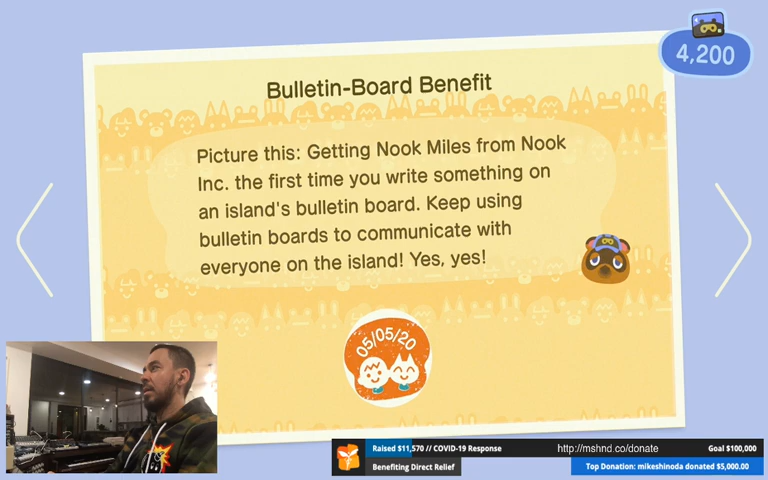 4,200
Bulletin-Board Benefit
Picture this: Getting Nook Miles from Nook
Inc. the first time you write something on
an island's bulletin board. Keep using
bulletin boards to communicate with
everyone on the island! Yes, yes!
05/05/20
Raised $11,570 // COVID-19 Response
http://mshnd.co/donate
Goal $100,000
Benefiting Direct Relief
Top Donation: mikeshinoda donated $5,000.00